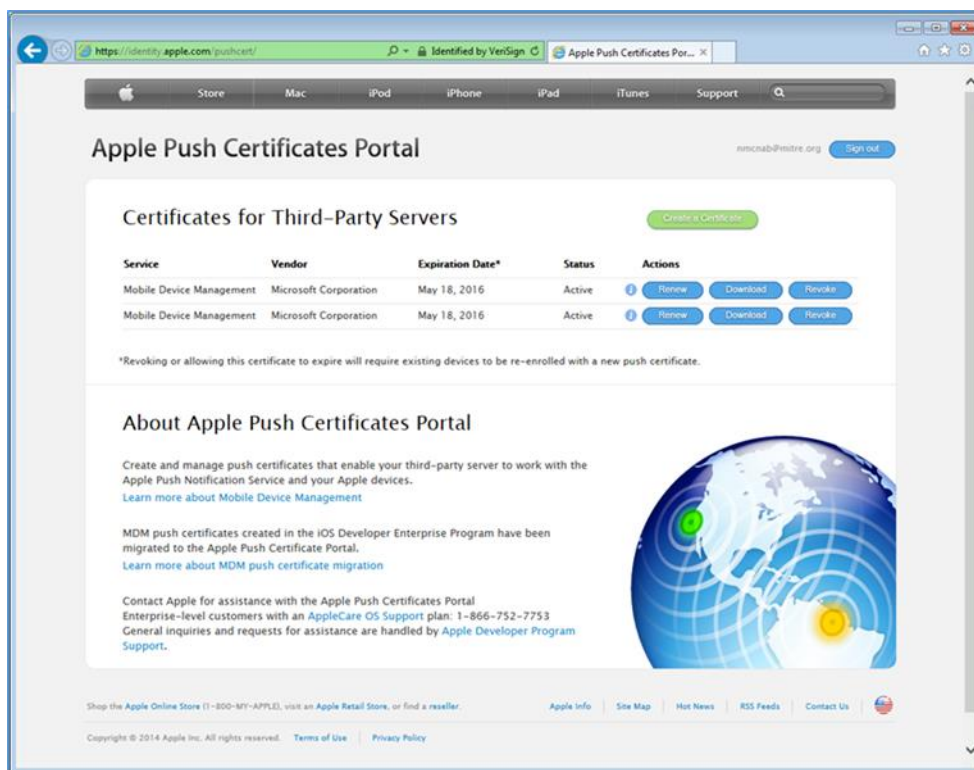 https://identity.apple.com/pushcert/ Identified by VeriSign Apple Push Certificates Por...
Store Mac iPod iPhone iPad iTunes Support
Apple Push Certificates Portal
nmcnab@mitre.org Sign out
Certificates for Third-Party Servers
Create a Certificate
Service Vendor Expiration Date* Status Actions
Mobile Device Management Microsoft Corporation May 18, 2016 Active i Renew Download Revoke
Mobile Device Management Microsoft Corporation May 18, 2016 Active i Renew Download Revoke
*Revoking or allowing this certificate to expire will require existing devices to be re-enrolled with a new push certificate.
About Apple Push Certificates Portal
Create and manage push certificates that enable your third-party server to work with the
Apple Push Notification Service and your Apple devices.
Learn more about Mobile Device Management
MDM push certificates created in the iOS Developer Enterprise Program have been
migrated to the Apple Push Certificate Portal.
Learn more about MDM push certificate migration
Contact Apple for assistance with the Apple Push Certificates Portal
Enterprise-level customers with an AppleCare OS Support plan: 1-866-752-7753
General inquiries and requests for assistance are handled by Apple Developer Program
Support.
Shop the Apple Online Store (1-800-MY-APPLE), visit an Apple Retail Store, or find a reseller.
Apple Info Site Map Hot News RSS Feeds Contact Us
Copyright © 2014 Apple Inc. All rights reserved. Terms of Use Privacy Policy